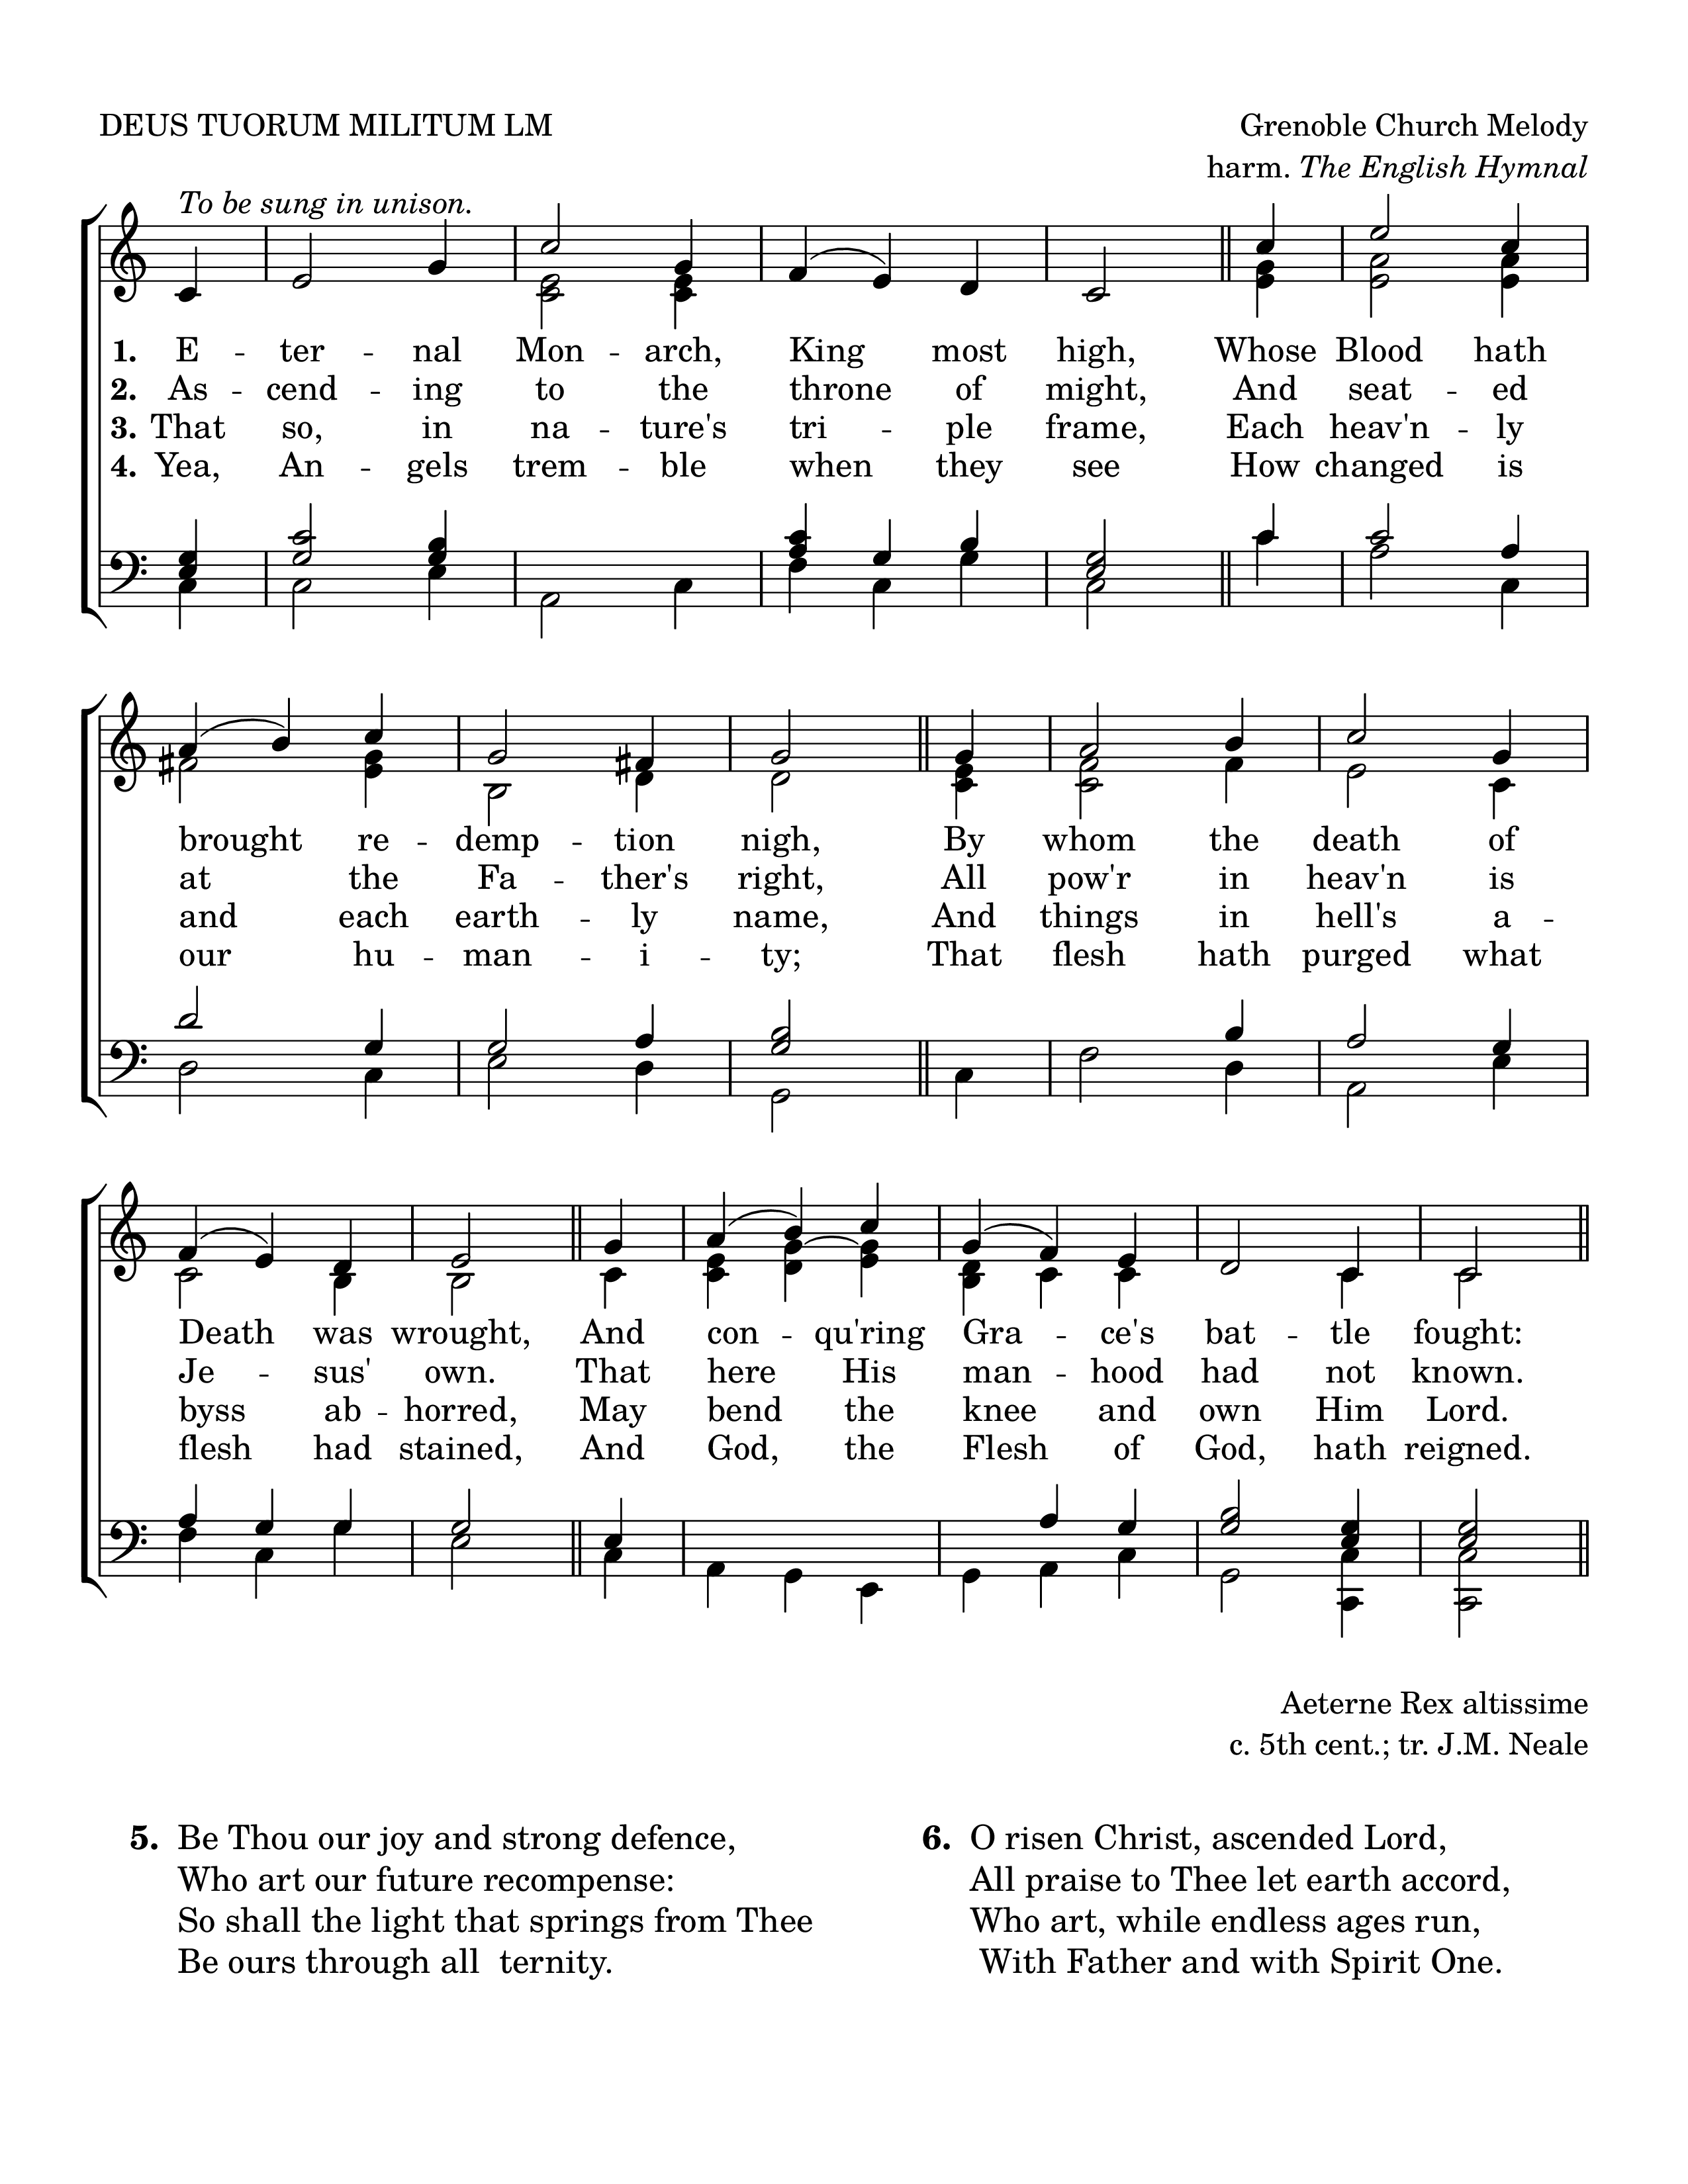 DEUS TUORUM MILITUM LM
Grenoble Church Melody
harm. The English Hymnal
To be sung in unison.
1. E - ter - nal Mon - arch, King most high, Whose Blood hath
2. As - cend - ing to the throne of might, And seat - ed
3. That so, in na - ture's tri - ple frame, Each heav'n - ly
4. Yea, An - gels trem - ble when they see How changed is
brought re - demp - tion nigh, By whom the death of
at the Fa - ther's right, All pow'r in heav'n is
and each earth - ly name, And things in hell's a -
our hu - man - i - ty; That flesh hath purged what
Death was wrought, And con - qu'ring Gra - ce's bat - tle fought:
Je - sus' own. That here His man - hood had not known.
byss ab - horred, May bend the knee and own Him Lord.
flesh had stained, And God, the Flesh of God, hath reigned.
Aeterne Rex altissime
c. 5th cent.; tr. J.M. Neale
5. Be Thou our joy and strong defence,
Who art our future recompense:
So shall the light that springs from Thee
Be ours through all ternity.
6. O risen Christ, ascended Lord,
All praise to Thee let earth accord,
Who art, while endless ages run,
With Father and with Spirit One.